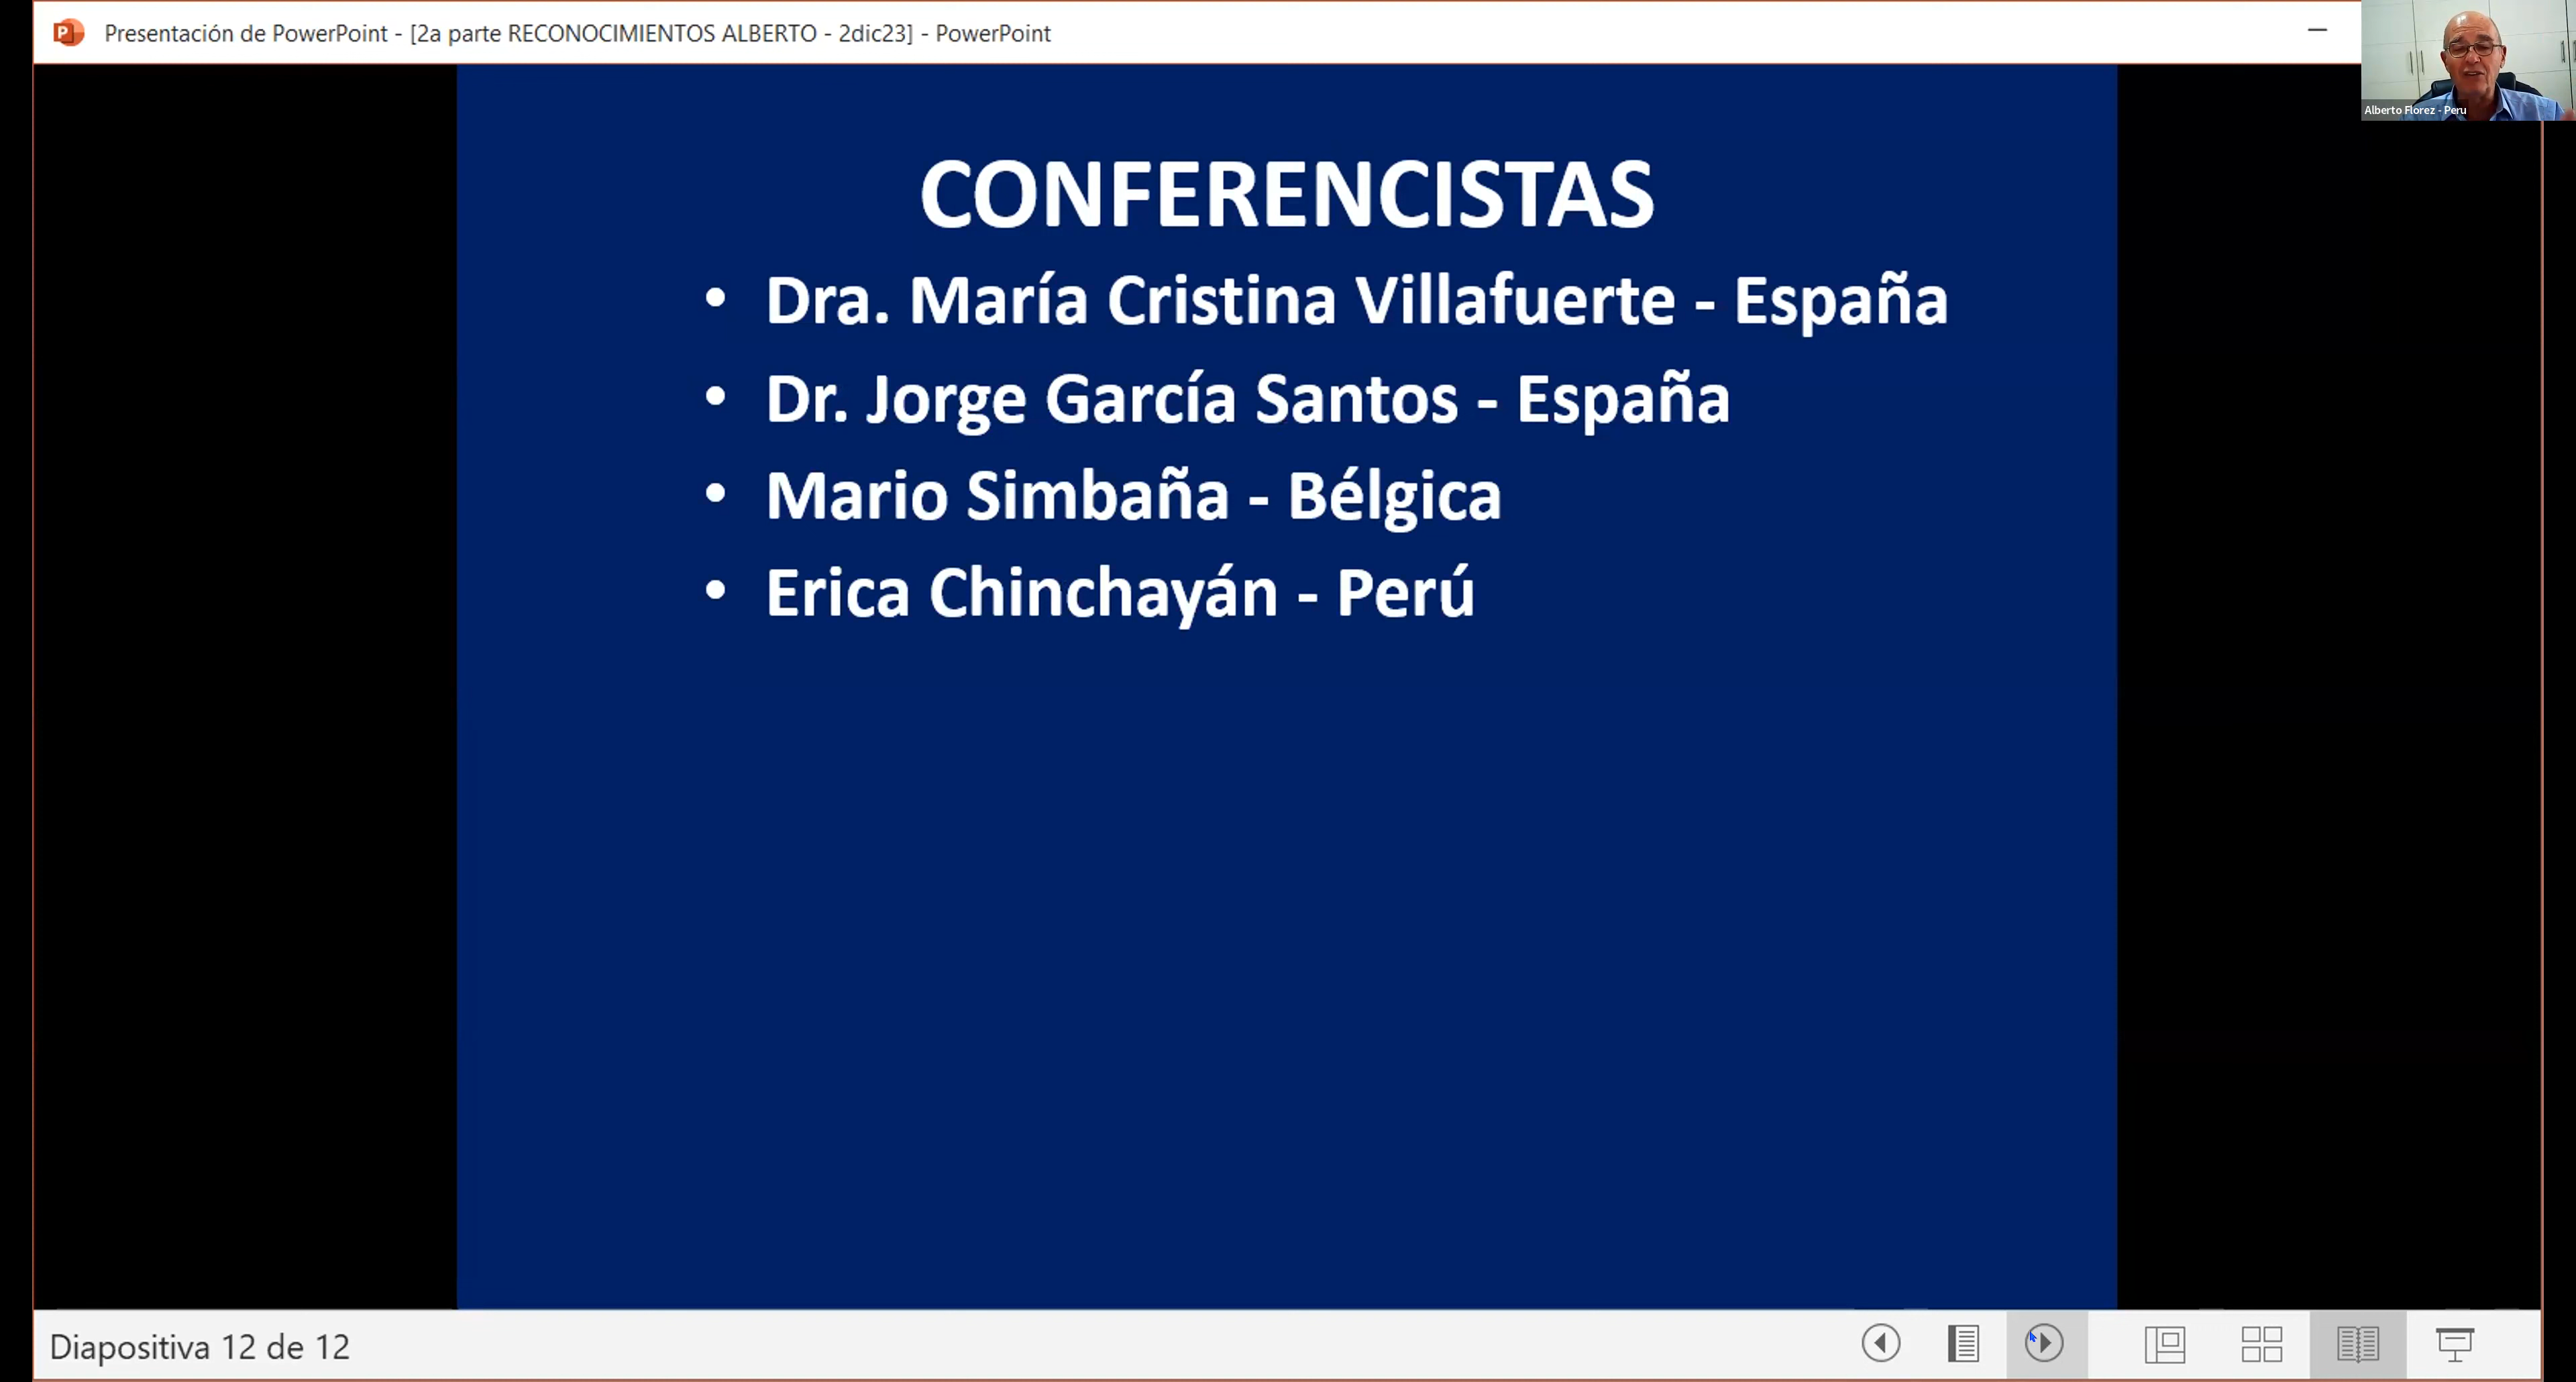 Presentación de PowerPoint - [2a parte RECONOCIMIENTOS ALBERTO - 2dic23] - PowerPoint
Alberto Florez - Peru
CONFERENCISTAS
• Dra. María Cristina Villafuerte - España
• Dr. Jorge García Santos - España
• Mario Simbaña - Bélgica
• Erica Chinchayán - Perú
Diapositiva 12 de 12